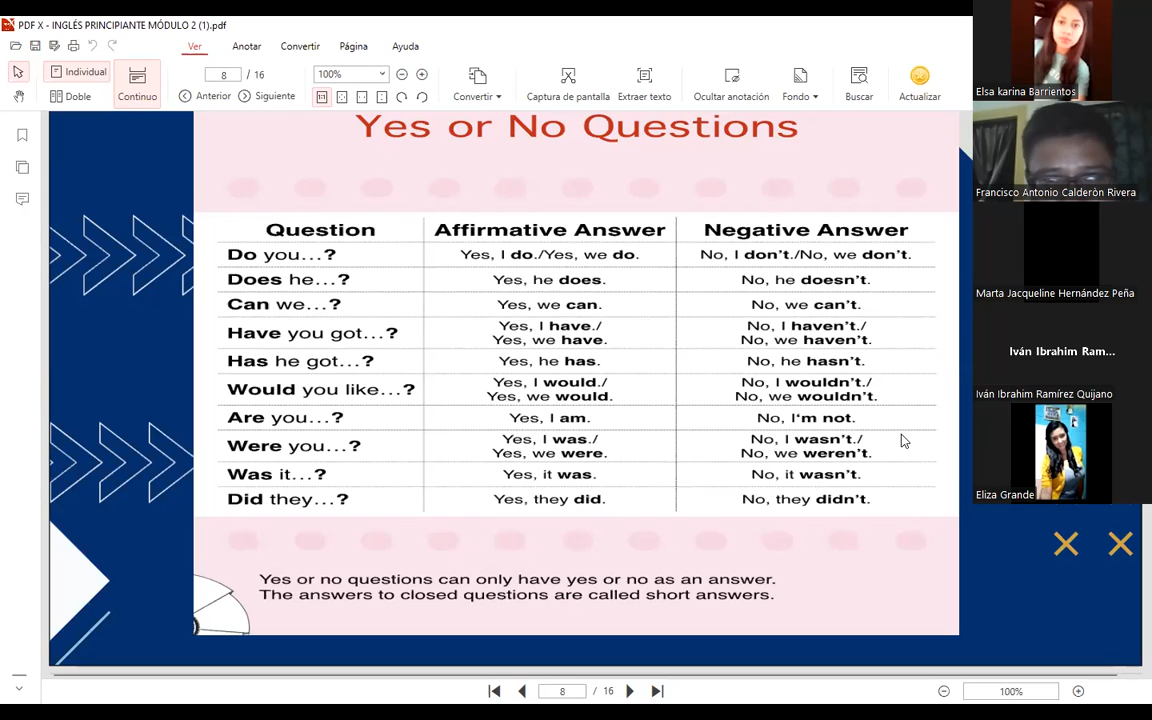 PDF X - INGLÉS PRINCIPIANTE MÓDULO 2 (1).pdf
Ver Anotar Convertir Página Ayuda
Individual
Doble
Continuo
8 / 16
Anterior Siguiente
100%
Convertir
Captura de pantalla
Extraer texto
Ocultar anotación
Fondo
Buscar
Actualizar
Yes or No Questions
Question Affirmative Answer Negative Answer
Do you...? Yes, I do./Yes, we do. No, I don't./No, we don't.
Does he...? Yes, he does. No, he doesn't.
Can we...? Yes, we can. No, we can't.
Have you got...? Yes, I have./ No, I haven't./
Yes, we have. No, we haven't.
Has he got...? Yes, he has. No, he hasn't.
Would you like...? Yes, I would./ No, I wouldn't./
Yes, we would. No, we wouldn't.
Are you...? Yes, I am. No, I'm not.
Were you...? Yes, I was./ No, I wasn't./
Yes, we were. No, we weren't.
Was it...? Yes, it was. No, it wasn't.
Did they...? Yes, they did. No, they didn't.
Yes or no questions can only have yes or no as an answer.
The answers to closed questions are called short answers.
8 / 16
100%
Elsa karina Barrientos
Francisco Antonio Calderòn Rivera
Marta Jacqueline Hernández Peña
Iván Ibrahim Ram...
Iván Ibrahim Ramírez Quijano
Eliza Grande